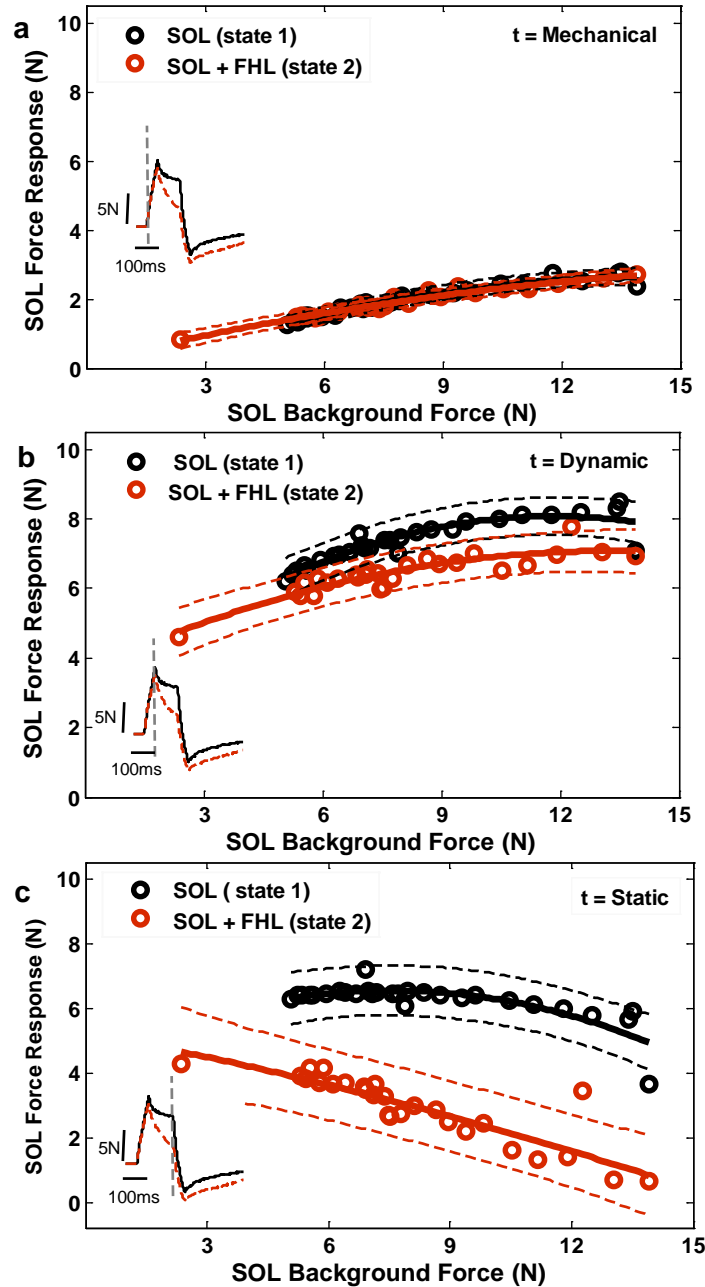 a
SOL (state 1)
SOL + FHL (state 2)
t = Mechanical
SOL Force Response (N)
10
8
6
4
2
0
5N
100ms
3
6
9
12
15
SOL Background Force (N)
b
SOL (state 1)
SOL + FHL (state 2)
t = Dynamic
SOL Force Response (N)
10
8
6
4
2
0
5N
100ms
3
6
9
12
15
SOL Background Force (N)
c
SOL ( state 1)
SOL + FHL (state 2)
t = Static
SOL Force Response (N)
10
8
6
4
2
0
5N
100ms
3
6
9
12
15
SOL Background Force (N)